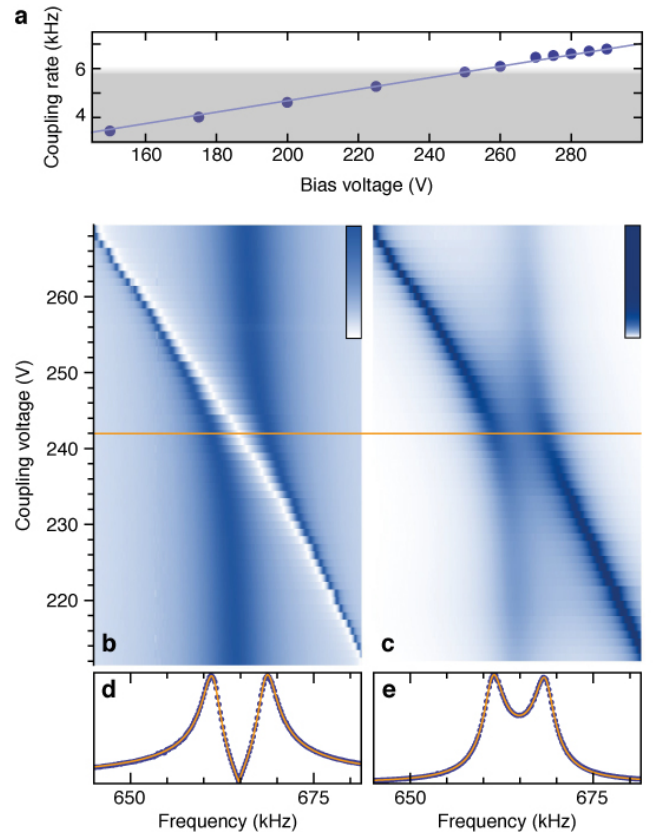 a
Coupling rate (kHz)
6
4
160 180 200 220 240 260 280
Bias voltage (V)
Coupling voltage (V)
260
250
240
230
220
b c
d e
650 675 650 675
Frequency (kHz) Frequency (kHz)